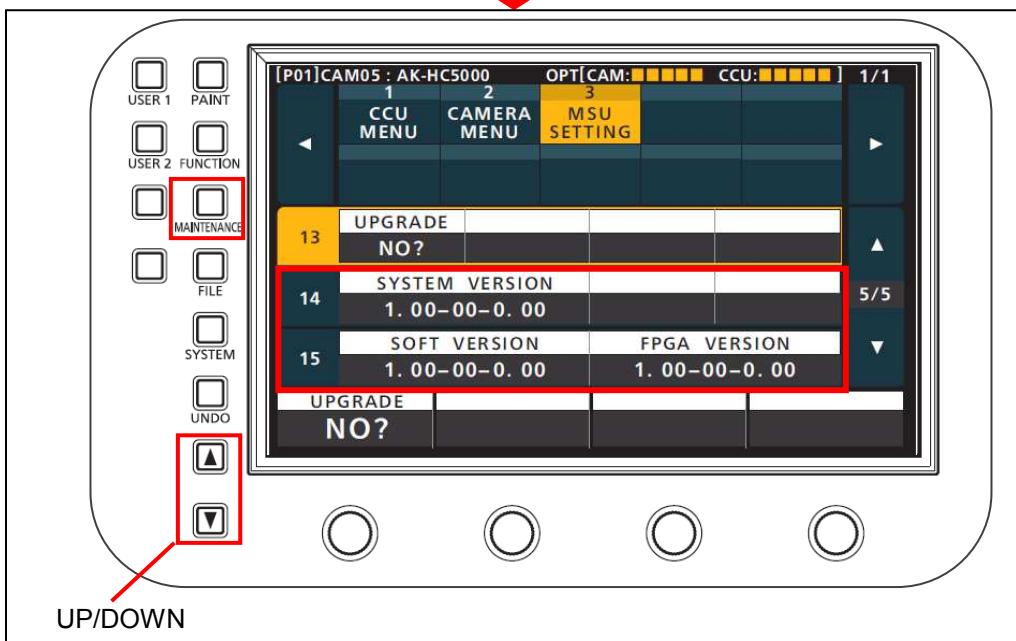 [P01]CAM05 : AK-HC5000 OPT[CAM: CCU: ] 1/1
USER 1 PAINT
1 2 3
CCU MENU CAMERA MENU MSU SETTING
◄ ►
USER 2 FUNCTION
MAINTENANCE
13 UPGRADE
NO?
▲
FILE
14 SYSTEM VERSION
1. 00–00–0. 00
5/5
SYSTEM
15 SOFT VERSION FPGA VERSION
1. 00–00–0. 00 1. 00–00–0. 00
▼
UPGRADE
NO?
UNDO
▲
▼
UP/DOWN